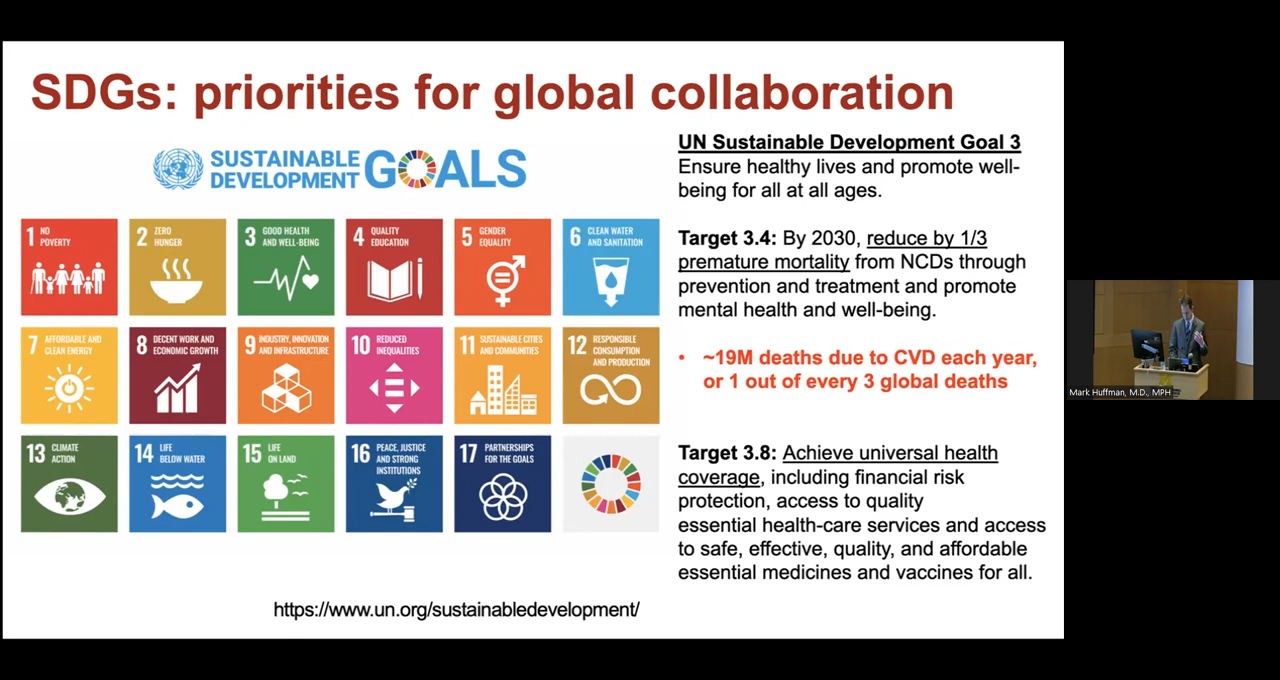 SDGs: priorities for global collaboration
SUSTAINABLE
DEVELOPMENT
GOALS
1 NO
POVERTY
2 ZERO
HUNGER
3 GOOD HEALTH
AND WELL-BEING
4 QUALITY
EDUCATION
5 GENDER
EQUALITY
6 CLEAN WATER
AND SANITATION
7 AFFORDABLE AND
CLEAN ENERGY
8 DECENT WORK AND
ECONOMIC GROWTH
9 INDUSTRY, INNOVATION
AND INFRASTRUCTURE
10 REDUCED
INEQUALITIES
11 SUSTAINABLE CITIES
AND COMMUNITIES
12 RESPONSIBLE
CONSUMPTION
AND PRODUCTION
13 CLIMATE
ACTION
14 LIFE
BELOW WATER
15 LIFE
ON LAND
16 PEACE, JUSTICE
AND STRONG
INSTITUTIONS
17 PARTNERSHIPS
FOR THE GOALS
https://www.un.org/sustainabledevelopment/
UN Sustainable Development Goal 3
Ensure healthy lives and promote well-
being for all at all ages.
Target 3.4: By 2030, reduce by 1/3
premature mortality from NCDs through
prevention and treatment and promote
mental health and well-being.
• ~19M deaths due to CVD each year,
or 1 out of every 3 global deaths
Target 3.8: Achieve universal health
coverage, including financial risk
protection, access to quality
essential health-care services and access
to safe, effective, quality, and affordable
essential medicines and vaccines for all.
Mark Huffman, M.D., MPH